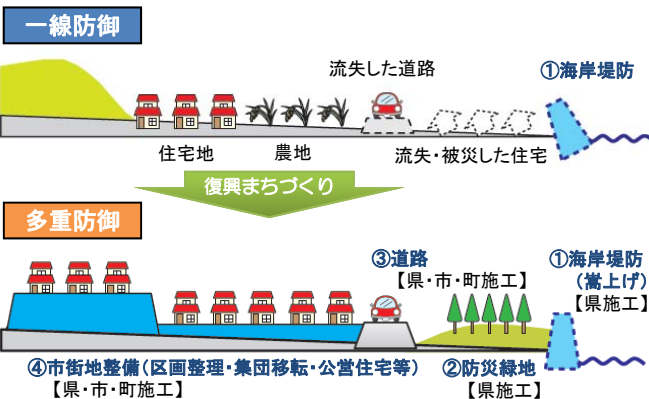 一線防御
流失した道路
①海岸堤防
住宅地
農地
流失・被災した住宅
復興まちづくり
多重防御
③道路
【県・市・町施工】
①海岸堤防
（嵩上げ）
【県施工】
④市街地整備（区画整理・集団移転・公営住宅等）
【県・市・町施工】
②防災緑地
【県施工】